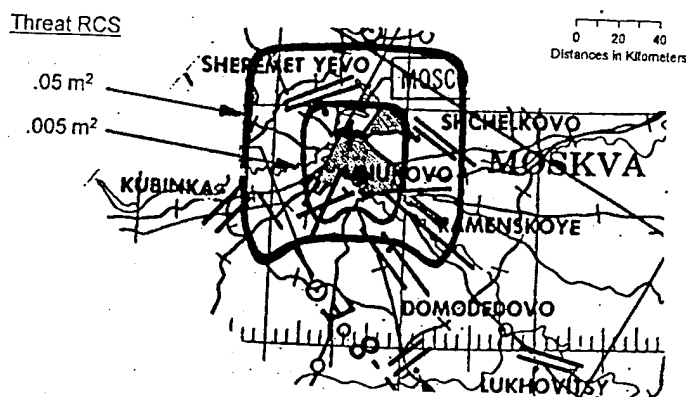 Threat RCS
0 20 40
Distances in Kilometers
.05 m²
.005 m²
SHEREMET YEVO
MOSC
SHCHELKOVO
MOSKVA
KUBINKA
RAMENSKOYE
DOMODEDOVO
LUKHOVITSY